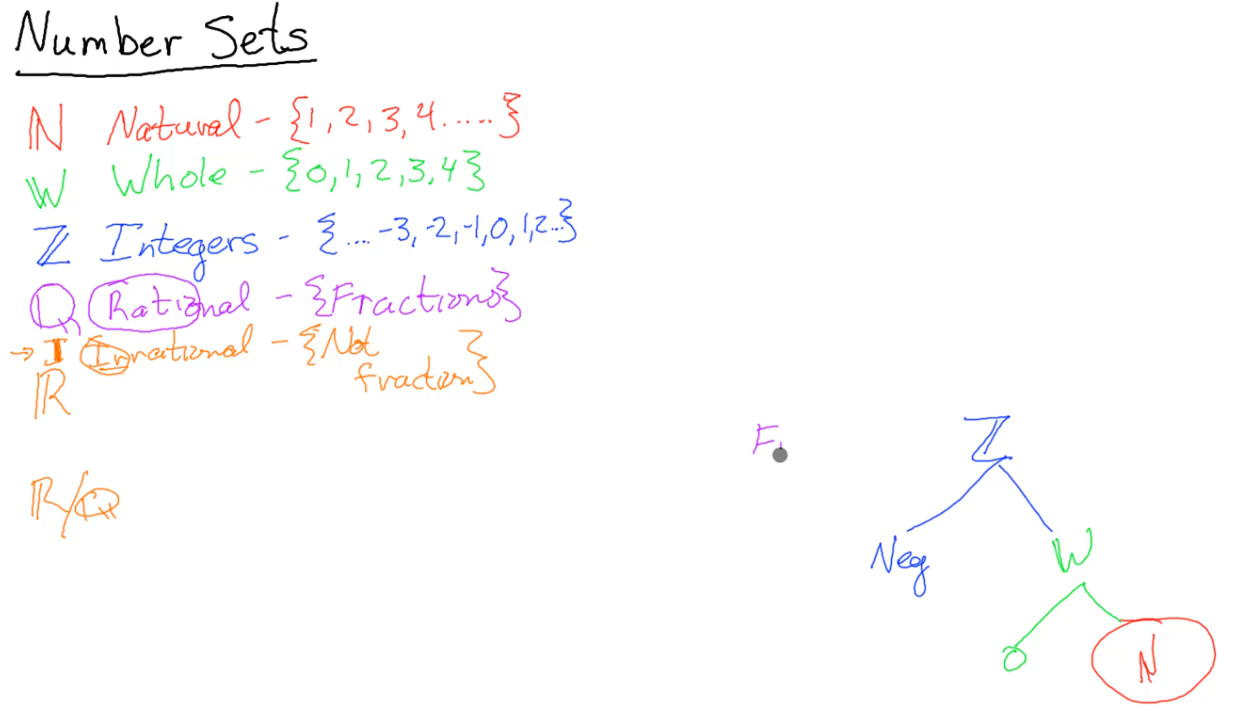 Number Sets
ℕ Natural - {1, 2, 3, 4.....}
W Whole - {0, 1, 2, 3, 4}
ℤ Integers - {... -3, -2, -1, 0, 1, 2...}
ℚ Rational - {Fractions}
→ I Irrational - {Not
fraction}
ℝ
F
ℤ
ℝ/ℚ
Neg
W
0
N